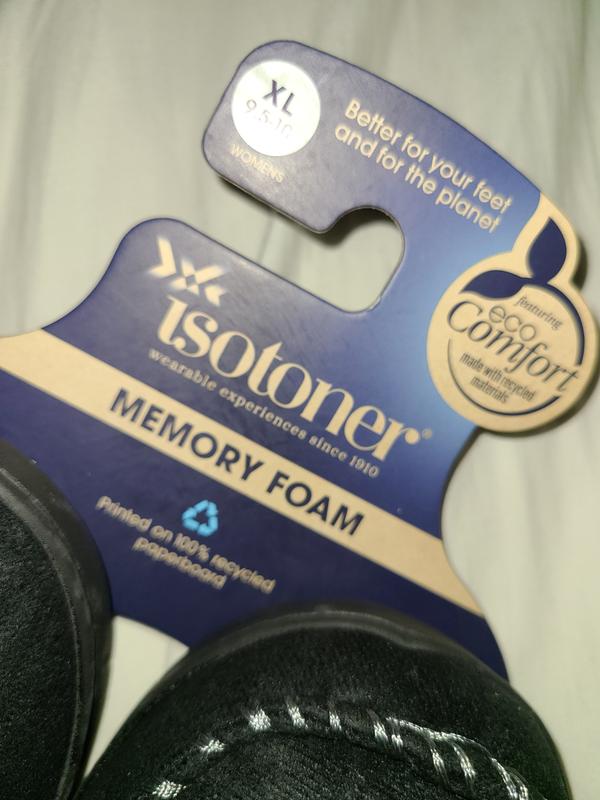 XL
9.5-10
WOMENS
Better for your feet
and for the planet
featuring
eco
Comfort
made with recycled
materials
isotoner®
wearable experiences since 1910
MEMORY FOAM
Printed on 100% recycled
paperboard